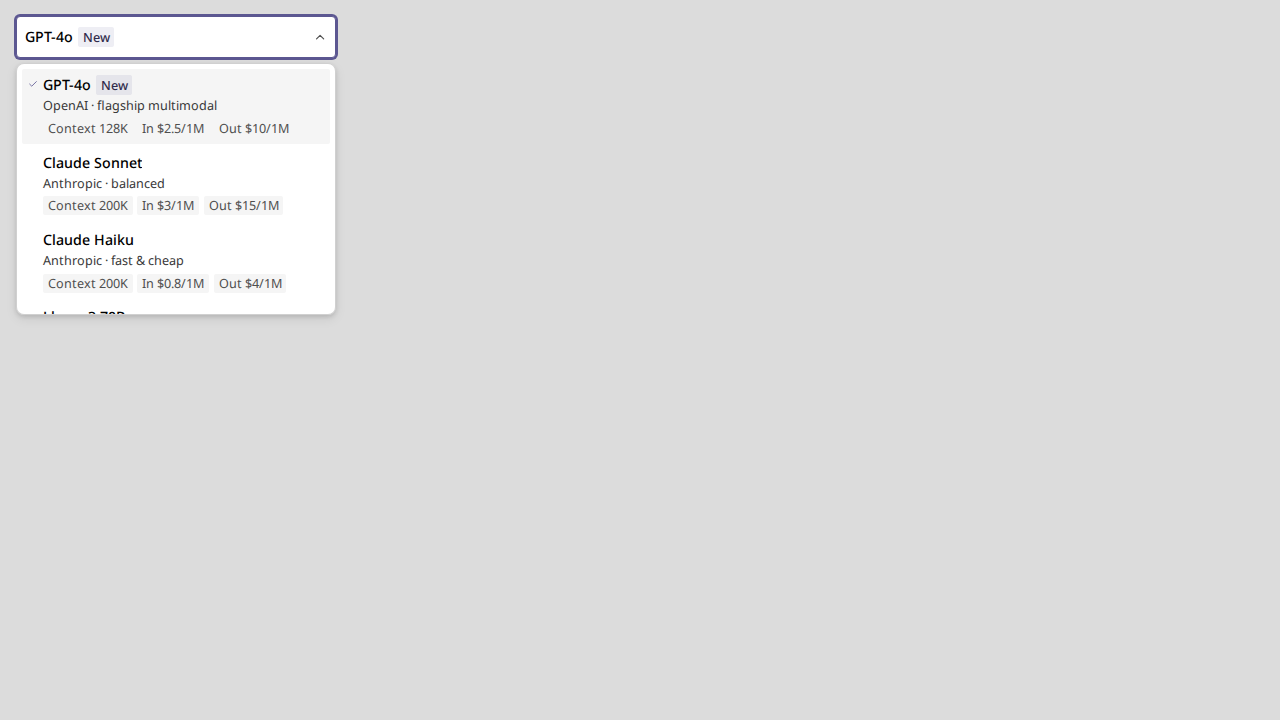 GPT-4o New
GPT-4o New
OpenAI · flagship multimodal
Context 128K In $2.5/1M Out $10/1M
Claude Sonnet
Anthropic · balanced
Context 200K In $3/1M Out $15/1M
Claude Haiku
Anthropic · fast & cheap
Context 200K In $0.8/1M Out $4/1M